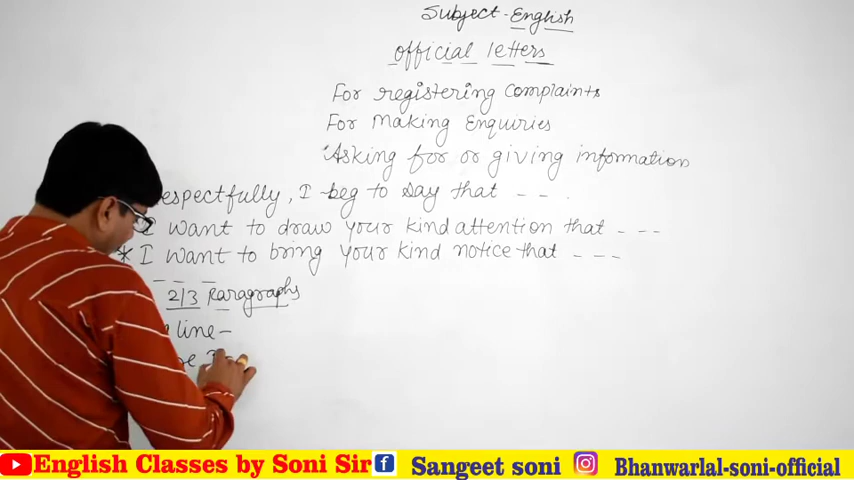 Subject - English
official letters
For registering complaints
For Making Enquiries
Asking for or giving information
espectfully, I beg to say that - - .
I want to draw your kind attention that - - -
* I want to bring your kind notice that - - -
2/3 Paragraphs
line -
English Classes by Soni Sir Sangeet soni Bhanwarlal-soni-official